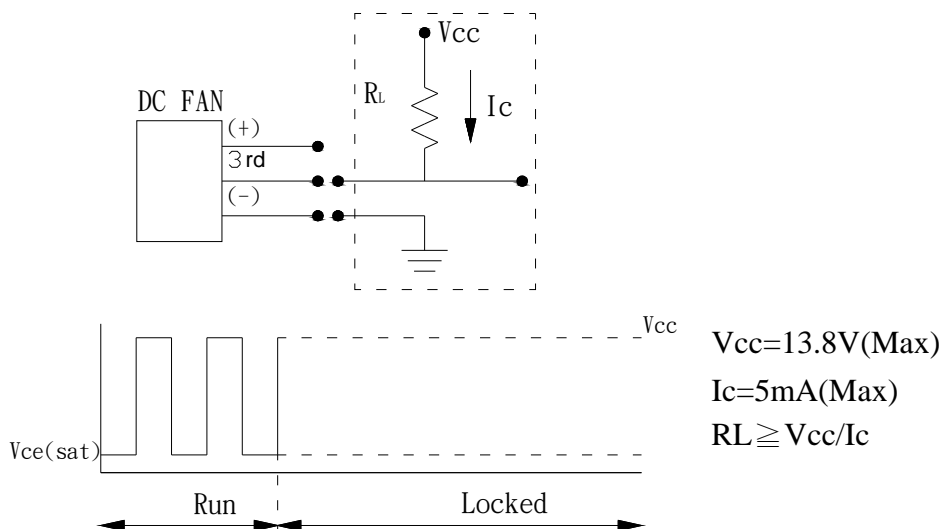 Vcc
RL
Ic
DC FAN
(+)
3rd
(-)
Vcc
Vcc=13.8V(Max)
Ic=5mA(Max)
RL≧Vcc/Ic
Vce(sat)
Run
Locked